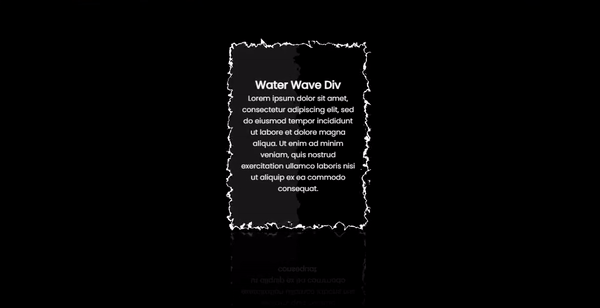 Water Wave Div
Lorem ipsum dolor sit amet,
consectetur adipiscing elit, sed
do eiusmod tempor incididunt
ut labore et dolore magna
aliqua. Ut enim ad minim
veniam, quis nostrud
exercitation ullamco laboris nisi
ut aliquip ex ea commodo
consequat.